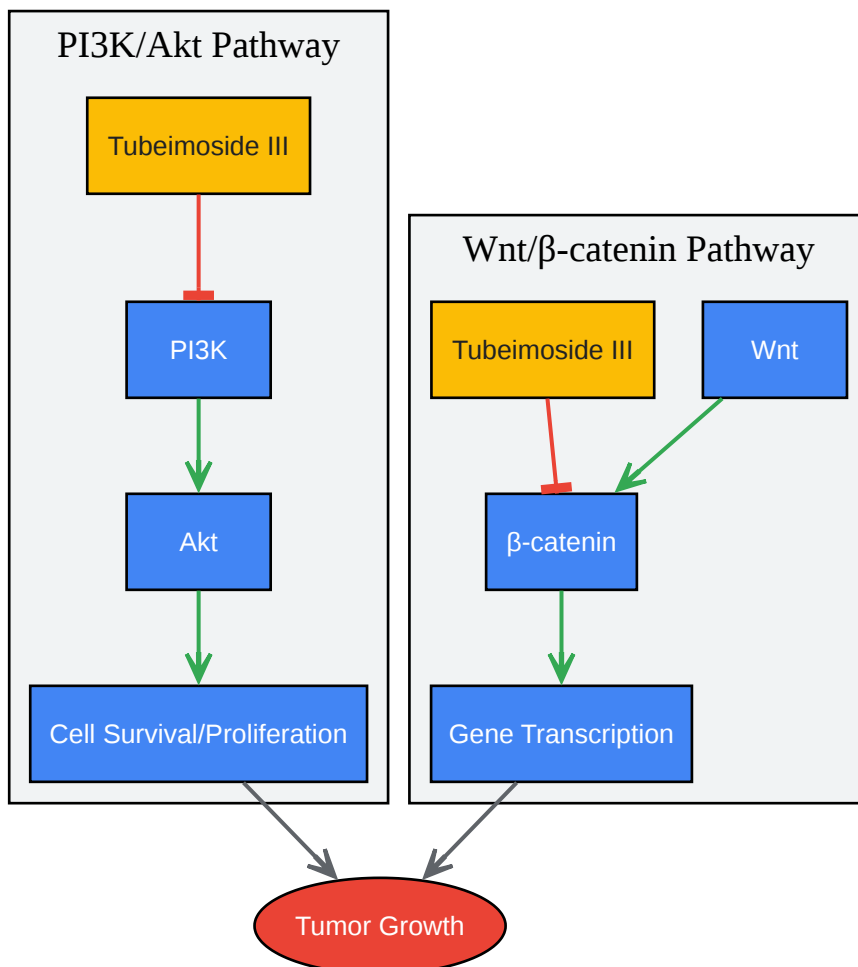 PI3K/Akt Pathway
Tubeimoside III
PI3K
Akt
Cell Survival/Proliferation
Wnt/β-catenin Pathway
Tubeimoside III
Wnt
β-catenin
Gene Transcription
Tumor Growth